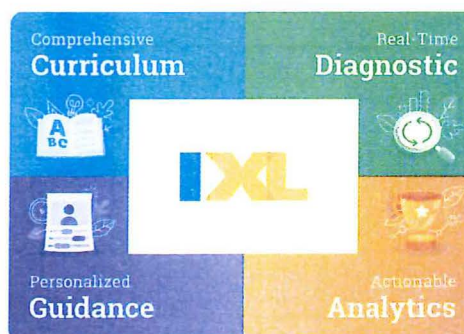 Comprehensive
Curriculum
Real-Time
Diagnostic
A
BC
IXL
Personalized
Guidance
Actionable
Analytics